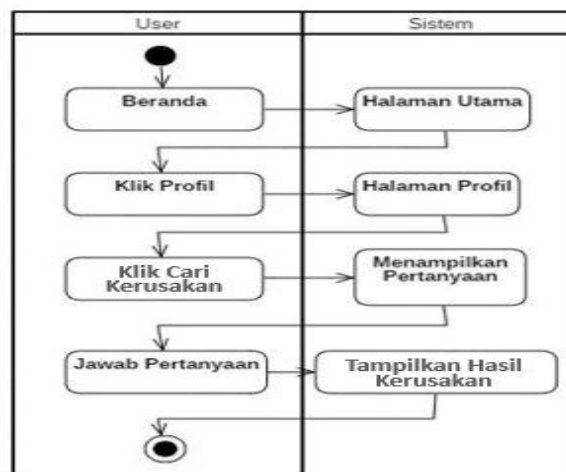 User
Sistem
Beranda
Halaman Utama
Klik Profil
Halaman Profil
Klik Cari
Kerusakan
Menampilkan
Pertanyaan
Jawab Pertanyaan
Tampilkan Hasil
Kerusakan